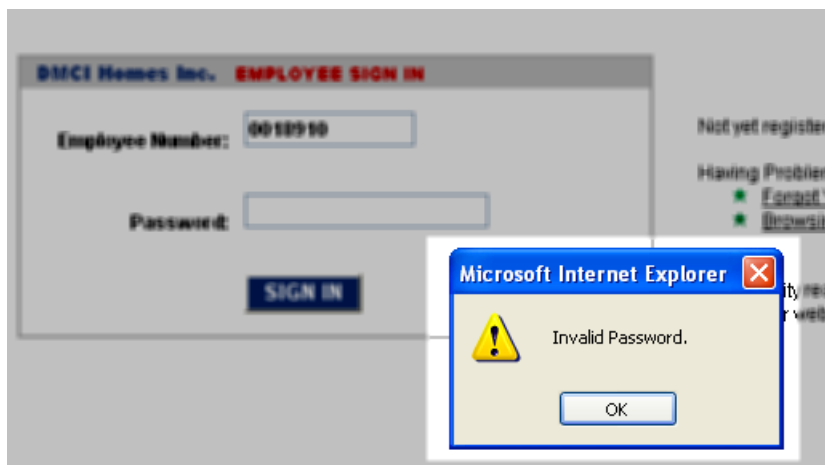 DMCI Homes Inc. EMPLOYEE SIGN IN
Employee Number: 0018910
Not yet register
Having Problem
Password:
SIGN IN
Microsoft Internet Explorer
Invalid Password.
OK